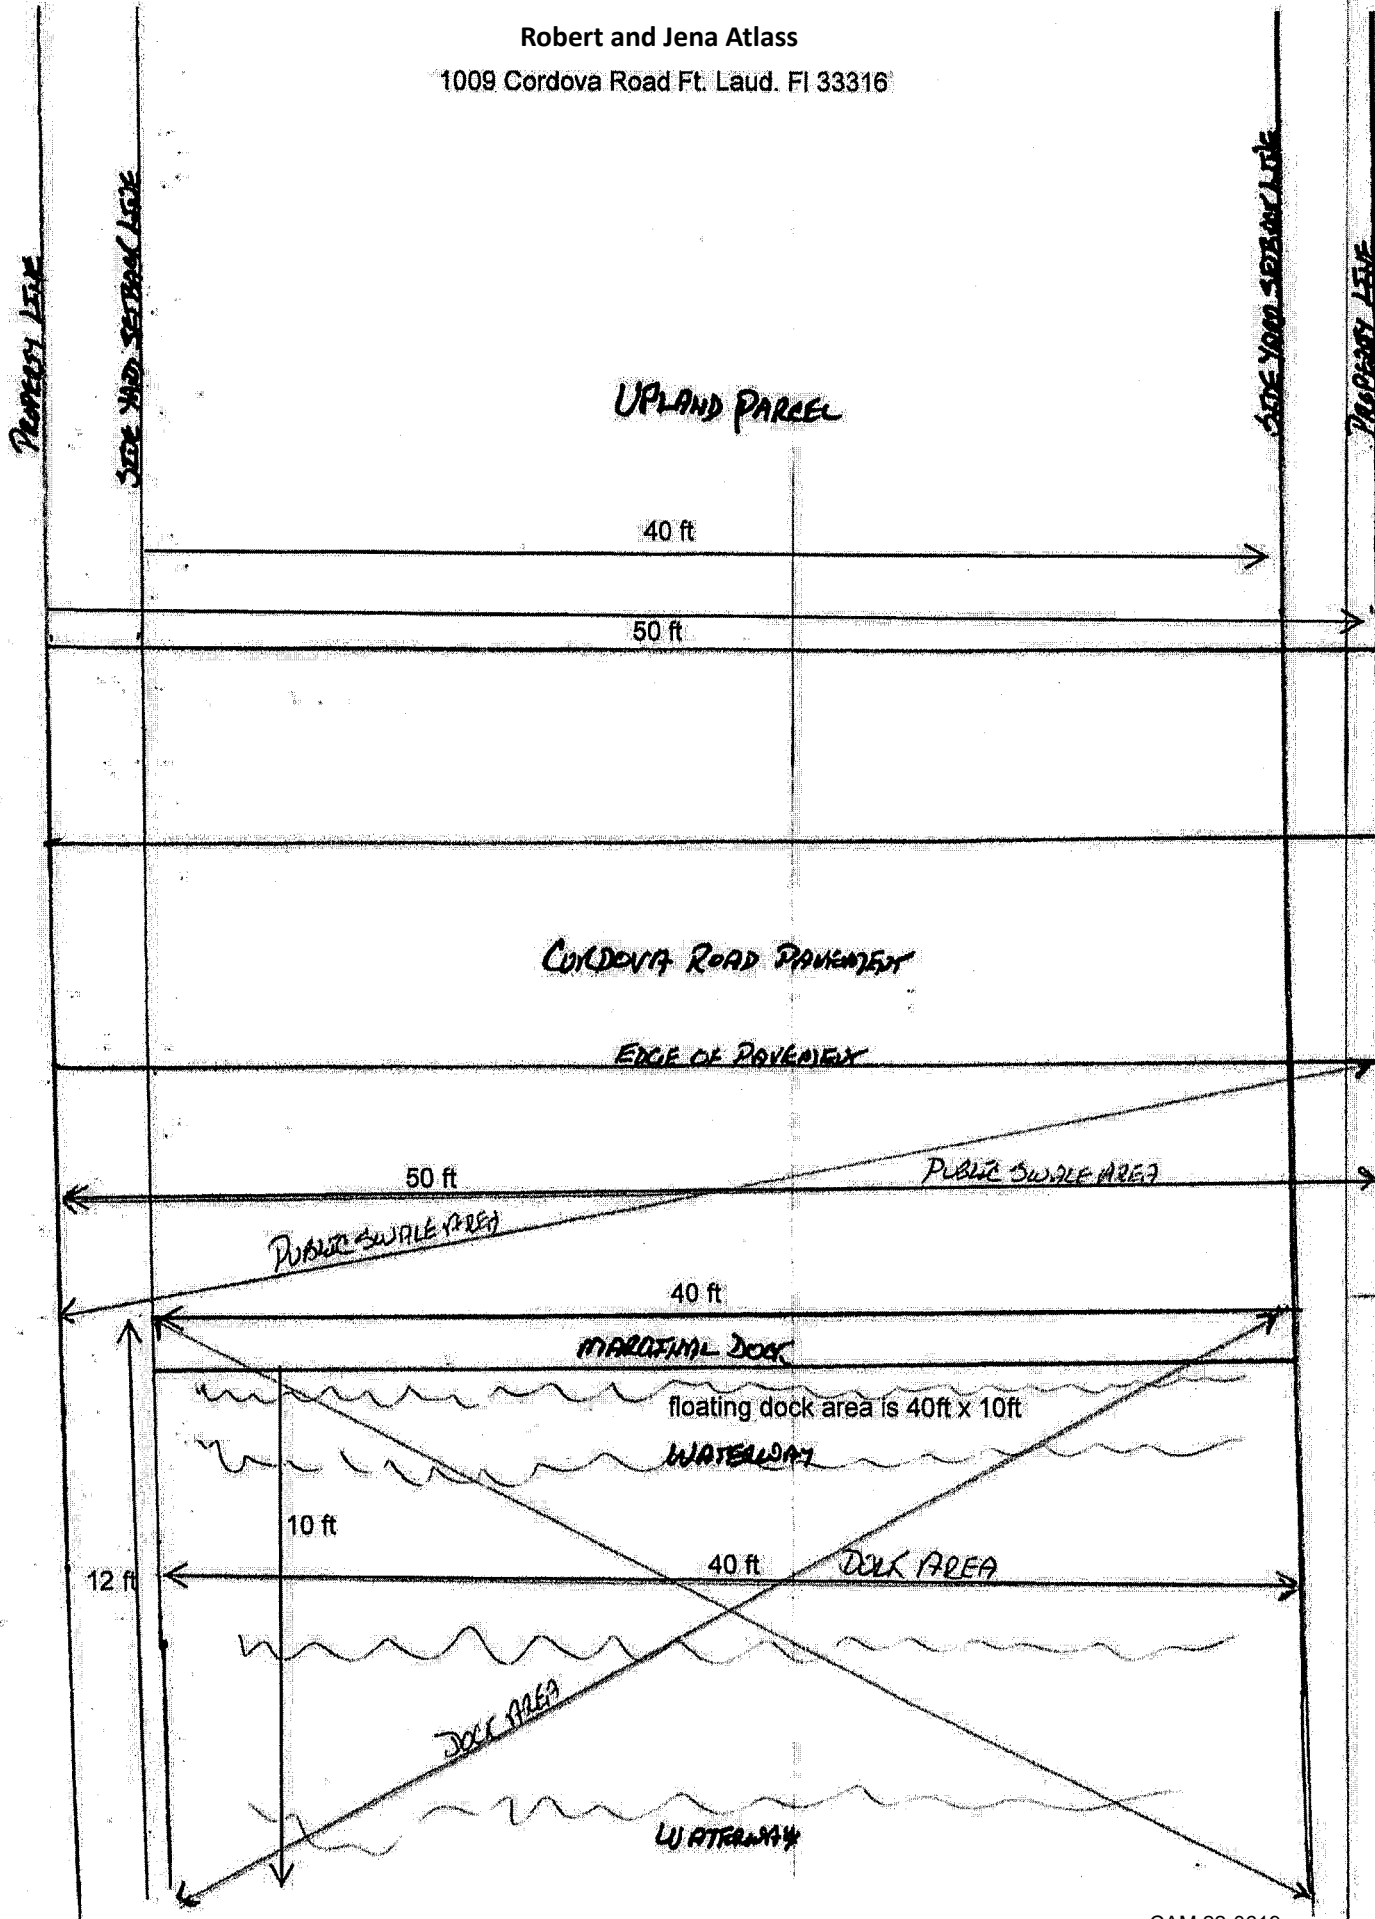 Robert and Jena Atlass
1009 Cordova Road Ft. Laud. Fl 33316
PROPERTY LINE
SIDE YARD SETBACK LINE
SIDE YARD SETBACK LINE
PROPERTY LINE
UPLAND PARCEL
40 ft
50 ft
CORDOVA ROAD PAVEMENT
EDGE OF PAVEMENT
50 ft
PUBLIC SWALE AREA
PUBLIC SWALE AREA
40 ft
MARGINAL DOCK
floating dock area is 40ft x 10ft
WATERWAY
10 ft
12 ft
40 ft
DOCK AREA
DOCK AREA
WATERWAY